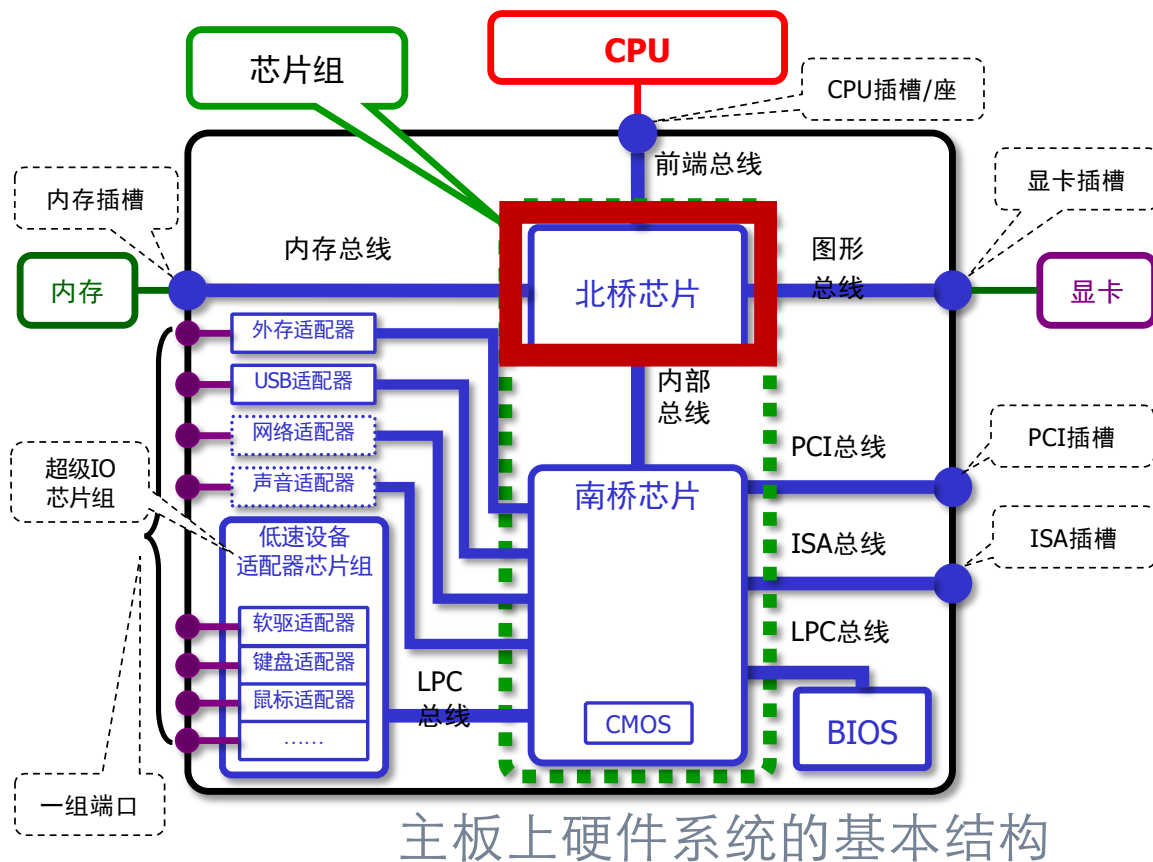 CPU
芯片组
CPU插槽/座
前端总线
内存插槽
显卡插槽
内存总线
图形
总线
内存
北桥芯片
显卡
外存适配器
内部
总线
USB适配器
网络适配器
PCI总线
PCI插槽
超级IO
芯片组
声音适配器
南桥芯片
低速设备
适配器芯片组
ISA总线
ISA插槽
软驱适配器
LPC总线
键盘适配器
鼠标适配器
LPC
总线
……
CMOS
BIOS
一组端口
主板上硬件系统的基本结构